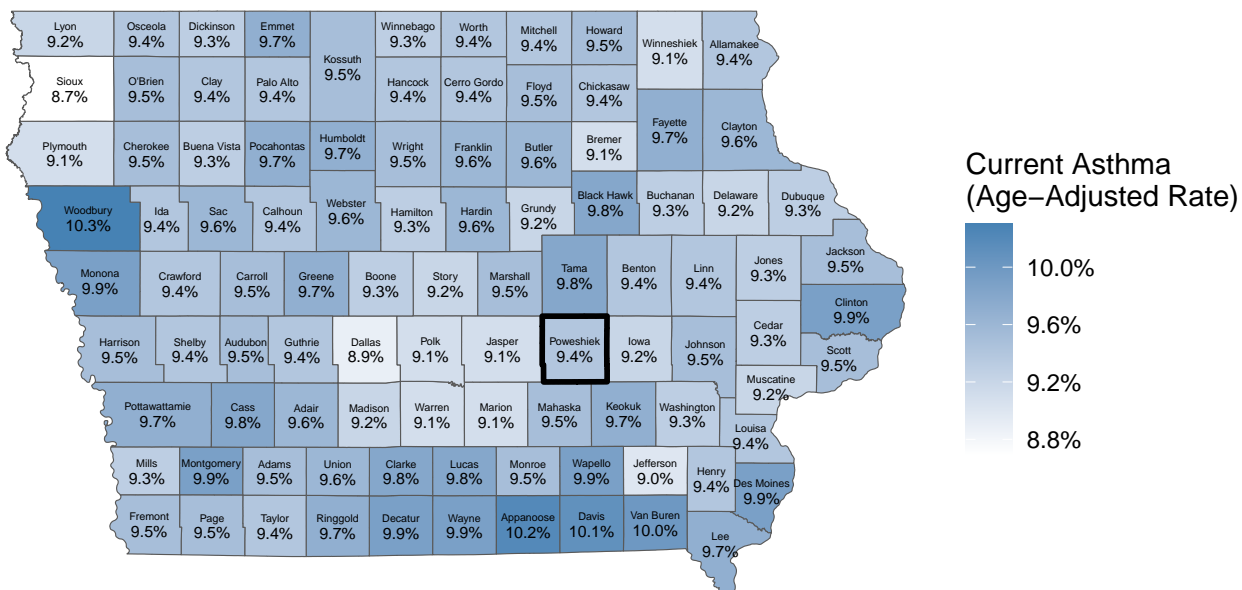 Lyon
9.2%
Osceola
9.4%
Dickinson
9.3%
Emmet
9.7%
Kossuth
9.5%
Winnebago
9.3%
Worth
9.4%
Mitchell
9.4%
Howard
9.5%
Winneshiek
9.1%
Allamakee
9.4%
Sioux
8.7%
O'Brien
9.5%
Clay
9.4%
Palo Alto
9.4%
Hancock
9.4%
Cerro Gordo
9.4%
Floyd
9.5%
Chickasaw
9.4%
Fayette
9.7%
Clayton
9.6%
Plymouth
9.1%
Cherokee
9.5%
Buena Vista
9.3%
Pocahontas
9.7%
Humboldt
9.7%
Wright
9.5%
Franklin
9.6%
Butler
9.6%
Bremer
9.1%
Woodbury
10.3%
Ida
9.4%
Sac
9.6%
Calhoun
9.4%
Webster
9.6%
Hamilton
9.3%
Hardin
9.6%
Grundy
9.2%
Black Hawk
9.8%
Buchanan
9.3%
Delaware
9.2%
Dubuque
9.3%
Monona
9.9%
Crawford
9.4%
Carroll
9.5%
Greene
9.7%
Boone
9.3%
Story
9.2%
Marshall
9.5%
Tama
9.8%
Benton
9.4%
Linn
9.4%
Jones
9.3%
Jackson
9.5%
Clinton
9.9%
Harrison
9.5%
Shelby
9.4%
Audubon
9.5%
Guthrie
9.4%
Dallas
8.9%
Polk
9.1%
Jasper
9.1%
Poweshiek
9.4%
Iowa
9.2%
Johnson
9.5%
Cedar
9.3%
Scott
9.5%
Muscatine
9.2%
Pottawattamie
9.7%
Cass
9.8%
Adair
9.6%
Madison
9.2%
Warren
9.1%
Marion
9.1%
Mahaska
9.5%
Keokuk
9.7%
Washington
9.3%
Louisa
9.4%
Mills
9.3%
Montgomery
9.9%
Adams
9.5%
Union
9.6%
Clarke
9.8%
Lucas
9.8%
Monroe
9.5%
Wapello
9.9%
Jefferson
9.0%
Henry
9.4%
Des Moines
9.9%
Fremont
9.5%
Page
9.5%
Taylor
9.4%
Ringgold
9.7%
Decatur
9.9%
Wayne
9.9%
Appanoose
10.2%
Davis
10.1%
Van Buren
10.0%
Lee
9.7%
Current Asthma
(Age−Adjusted Rate)
10.0%
9.6%
9.2%
8.8%